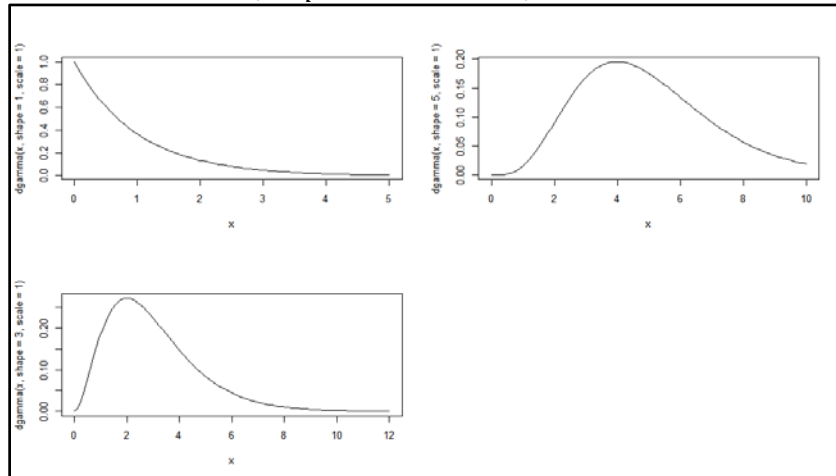 dgamma(x, shape = 1, scale = 1)
1.0
0.8
0.6
0.4
0.2
0.0
0 1 2 3 4 5
x
dgamma(x, shape = 5, scale = 1)
0.20
0.15
0.10
0.05
0.00
0 2 4 6 8 10
x
dgamma(x, shape = 3, scale = 1)
0.20
0.10
0.00
0 2 4 6 8 10 12
x